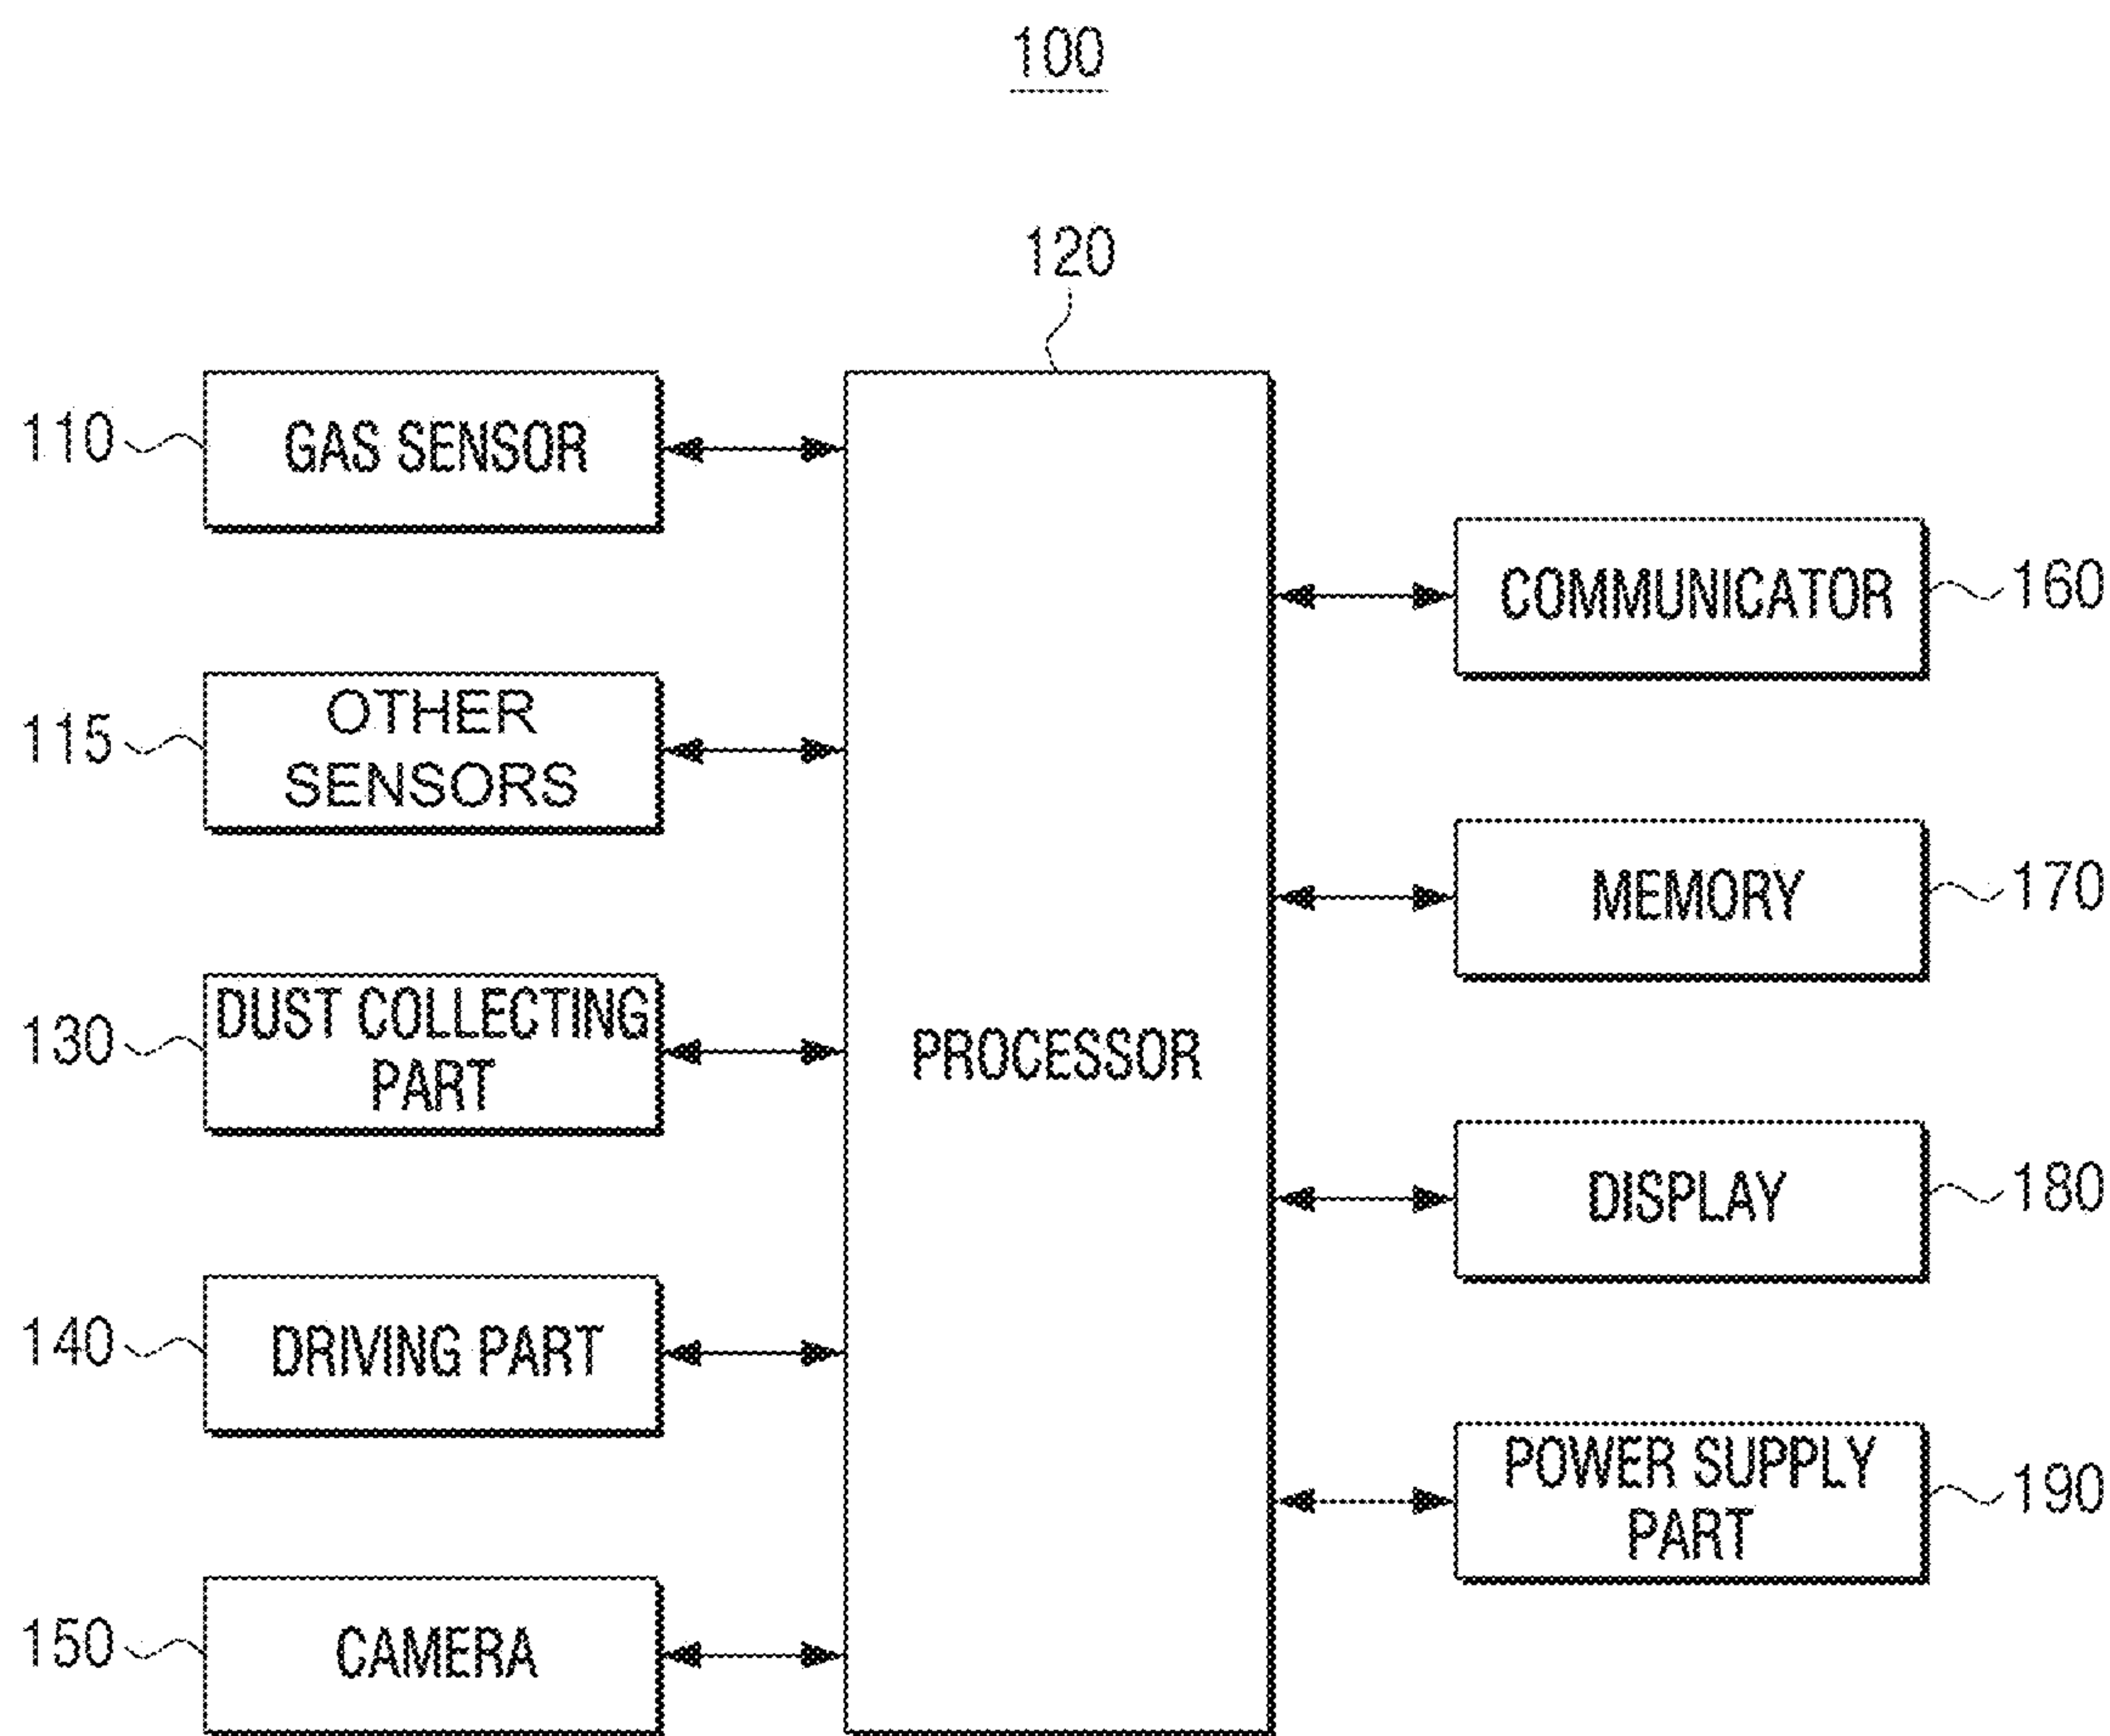 100
120
110
GAS SENSOR
115
OTHER
SENSORS
130
DUST COLLECTING
PART
140
DRIVING PART
150
CAMERA
PROCESSOR
COMMUNICATOR
160
MEMORY
170
DISPLAY
180
POWER SUPPLY
PART
190